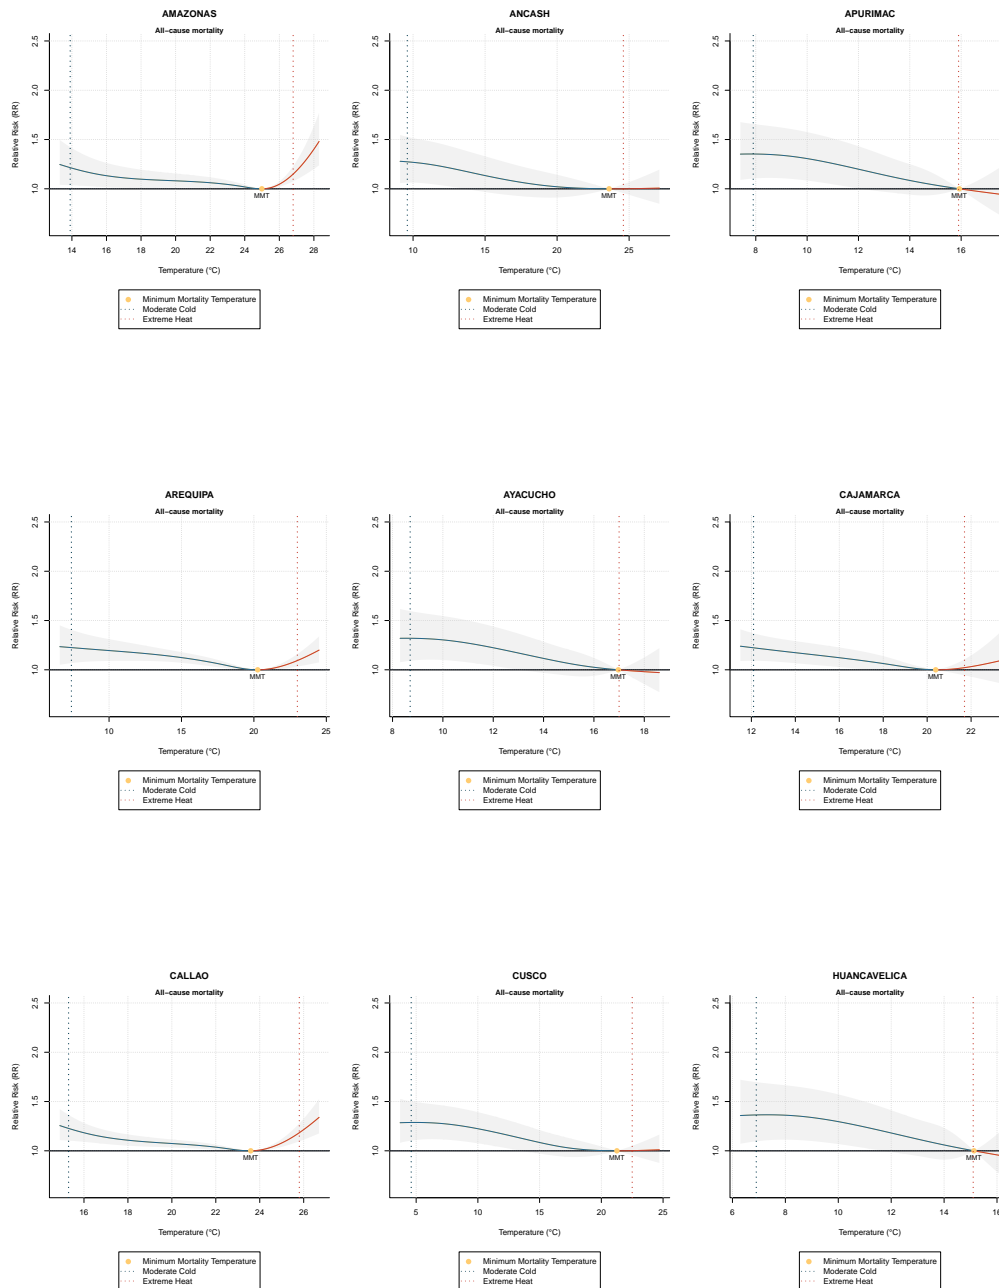 AMAZONAS
All−cause mortality
Relative Risk (RR)
2.5
2.0
1.5
1.0
MMT
14 16 18 20 22 24 26 28
Temperature (°C)
Minimum Mortality Temperature
Moderate Cold
Extreme Heat
ANCASH
All−cause mortality
Relative Risk (RR)
2.5
2.0
1.5
1.0
MMT
10 15 20 25
Temperature (°C)
Minimum Mortality Temperature
Moderate Cold
Extreme Heat
APURIMAC
All−cause mortality
Relative Risk (RR)
2.5
2.0
1.5
1.0
MMT
8 10 12 14 16
Temperature (°C)
Minimum Mortality Temperature
Moderate Cold
Extreme Heat
AREQUIPA
All−cause mortality
Relative Risk (RR)
2.5
2.0
1.5
1.0
MMT
10 15 20 25
Temperature (°C)
Minimum Mortality Temperature
Moderate Cold
Extreme Heat
AYACUCHO
All−cause mortality
Relative Risk (RR)
2.5
2.0
1.5
1.0
MMT
8 10 12 14 16 18
Temperature (°C)
Minimum Mortality Temperature
Moderate Cold
Extreme Heat
CAJAMARCA
All−cause mortality
Relative Risk (RR)
2.5
2.0
1.5
1.0
MMT
12 14 16 18 20 22
Temperature (°C)
Minimum Mortality Temperature
Moderate Cold
Extreme Heat
CALLAO
All−cause mortality
Relative Risk (RR)
2.5
2.0
1.5
1.0
MMT
16 18 20 22 24 26
Temperature (°C)
Minimum Mortality Temperature
Moderate Cold
Extreme Heat
CUSCO
All−cause mortality
Relative Risk (RR)
2.5
2.0
1.5
1.0
MMT
5 10 15 20 25
Temperature (°C)
Minimum Mortality Temperature
Moderate Cold
Extreme Heat
HUANCAVELICA
All−cause mortality
Relative Risk (RR)
2.5
2.0
1.5
1.0
MMT
6 8 10 12 14 16
Temperature (°C)
Minimum Mortality Temperature
Moderate Cold
Extreme Heat